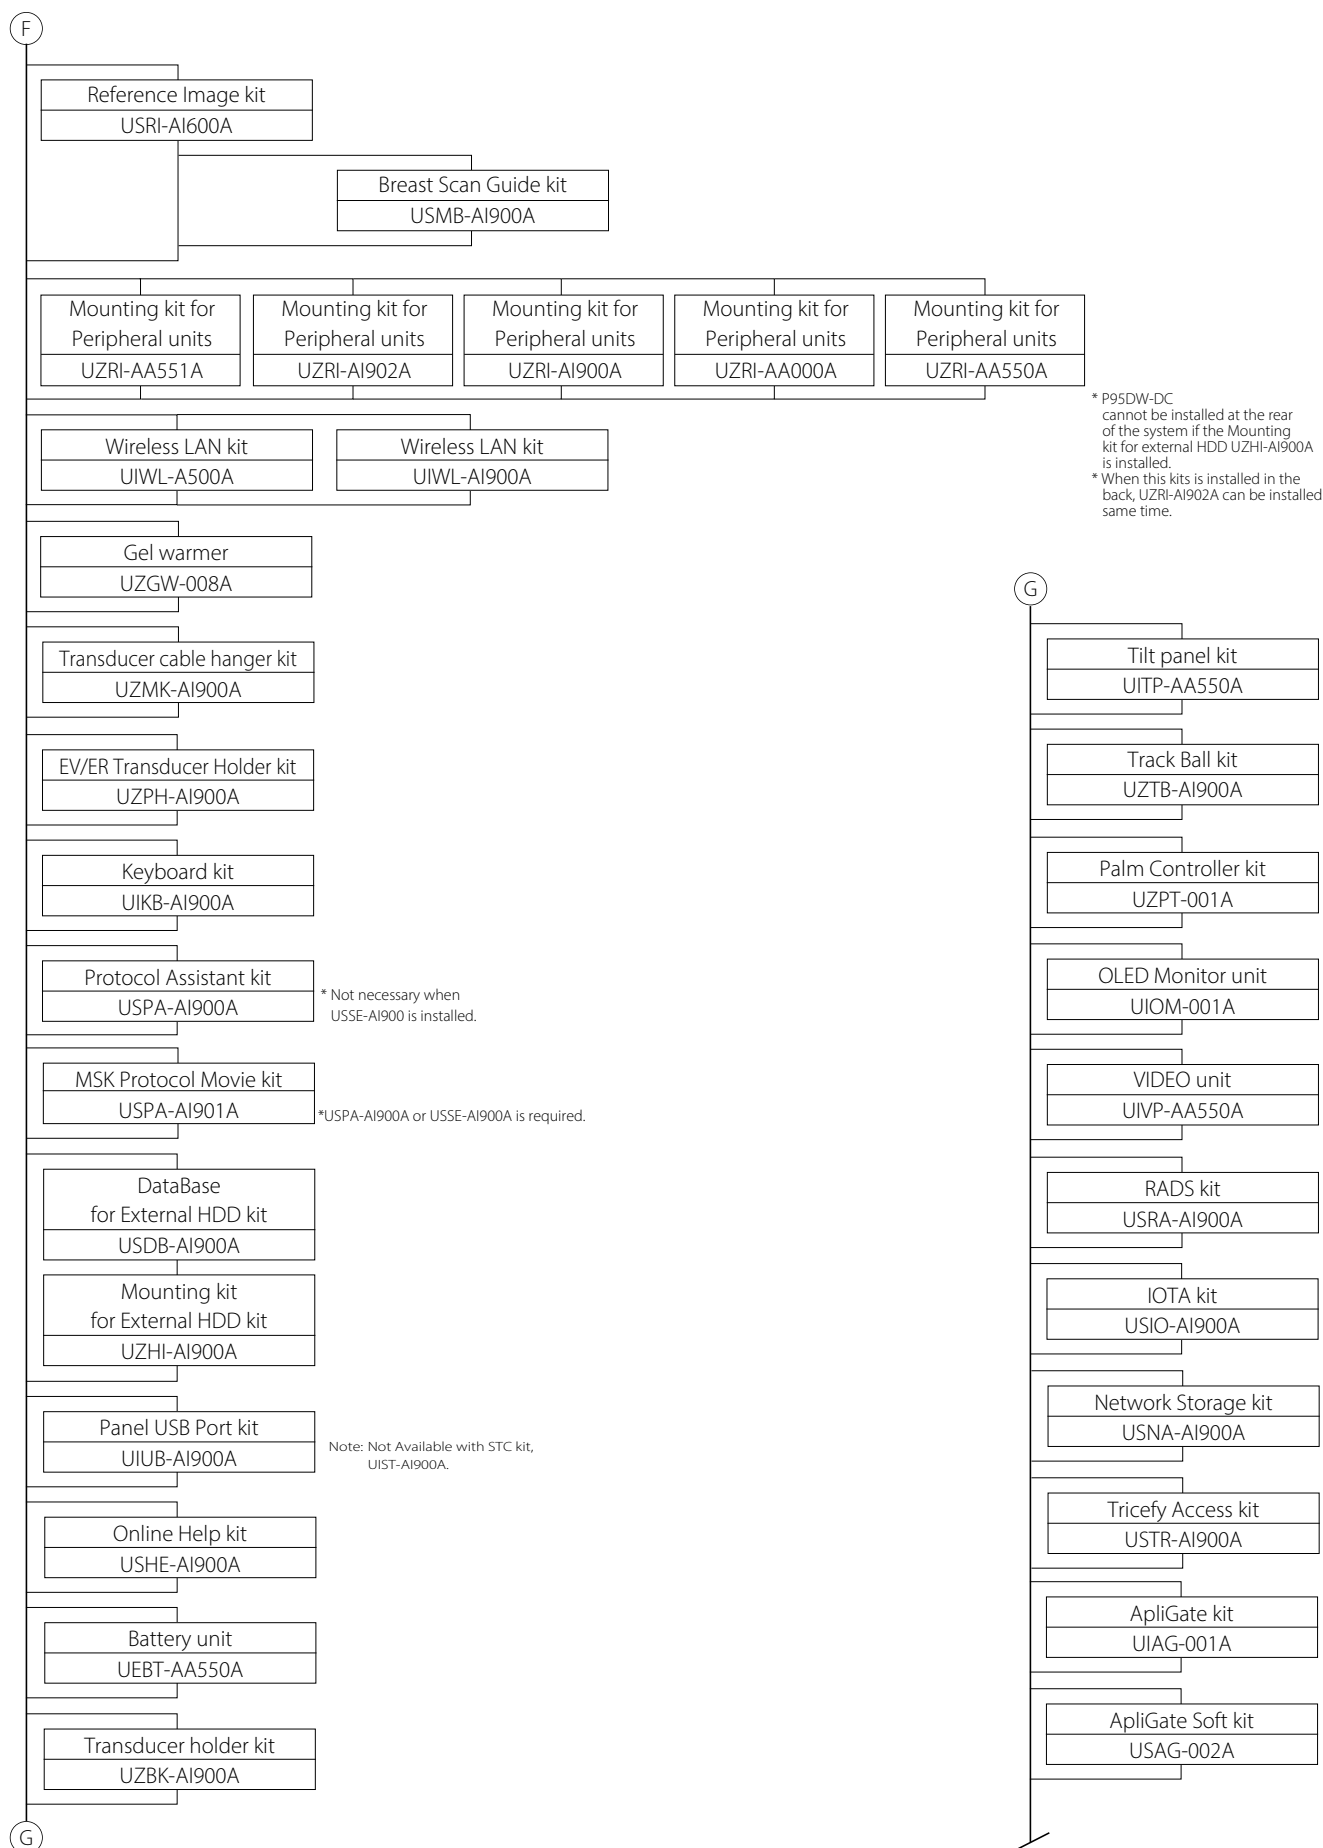 F
Reference Image kit
USRI-AI600A
Breast Scan Guide kit
USMB-AI900A
Mounting kit for
Peripheral units
UZRI-AA551A
Mounting kit for
Peripheral units
UZRI-AI902A
Mounting kit for
Peripheral units
UZRI-AI900A
Mounting kit for
Peripheral units
UZRI-AA000A
Mounting kit for
Peripheral units
UZRI-AA550A
* P95DW-DC
cannot be installed at the rear
of the system if the Mounting
kit for external HDD UZHI-AI900A
is installed.
* When this kits is installed in the
back, UZRI-AI902A can be installed
same time.
Wireless LAN kit
UIWL-A500A
Wireless LAN kit
UIWL-AI900A
Gel warmer
UZGW-008A
Transducer cable hanger kit
UZMK-AI900A
EV/ER Transducer Holder kit
UZPH-AI900A
Keyboard kit
UIKB-AI900A
Protocol Assistant kit
USPA-AI900A
* Not necessary when
USSE-AI900 is installed.
MSK Protocol Movie kit
USPA-AI901A
*USPA-AI900A or USSE-AI900A is required.
DataBase
for External HDD kit
USDB-AI900A
Mounting kit
for External HDD kit
UZHI-AI900A
Panel USB Port kit
UIUB-AI900A
Note: Not Available with STC kit,
UIST-AI900A.
Online Help kit
USHE-AI900A
Battery unit
UEBT-AA550A
Transducer holder kit
UZBK-AI900A
G
G
Tilt panel kit
UITP-AA550A
Track Ball kit
UZTB-AI900A
Palm Controller kit
UZPT-001A
OLED Monitor unit
UIOM-001A
VIDEO unit
UIVP-AA550A
RADS kit
USRA-AI900A
IOTA kit
USIO-AI900A
Network Storage kit
USNA-AI900A
Tricefy Access kit
USTR-AI900A
ApliGate kit
UIAG-001A
ApliGate Soft kit
USAG-002A